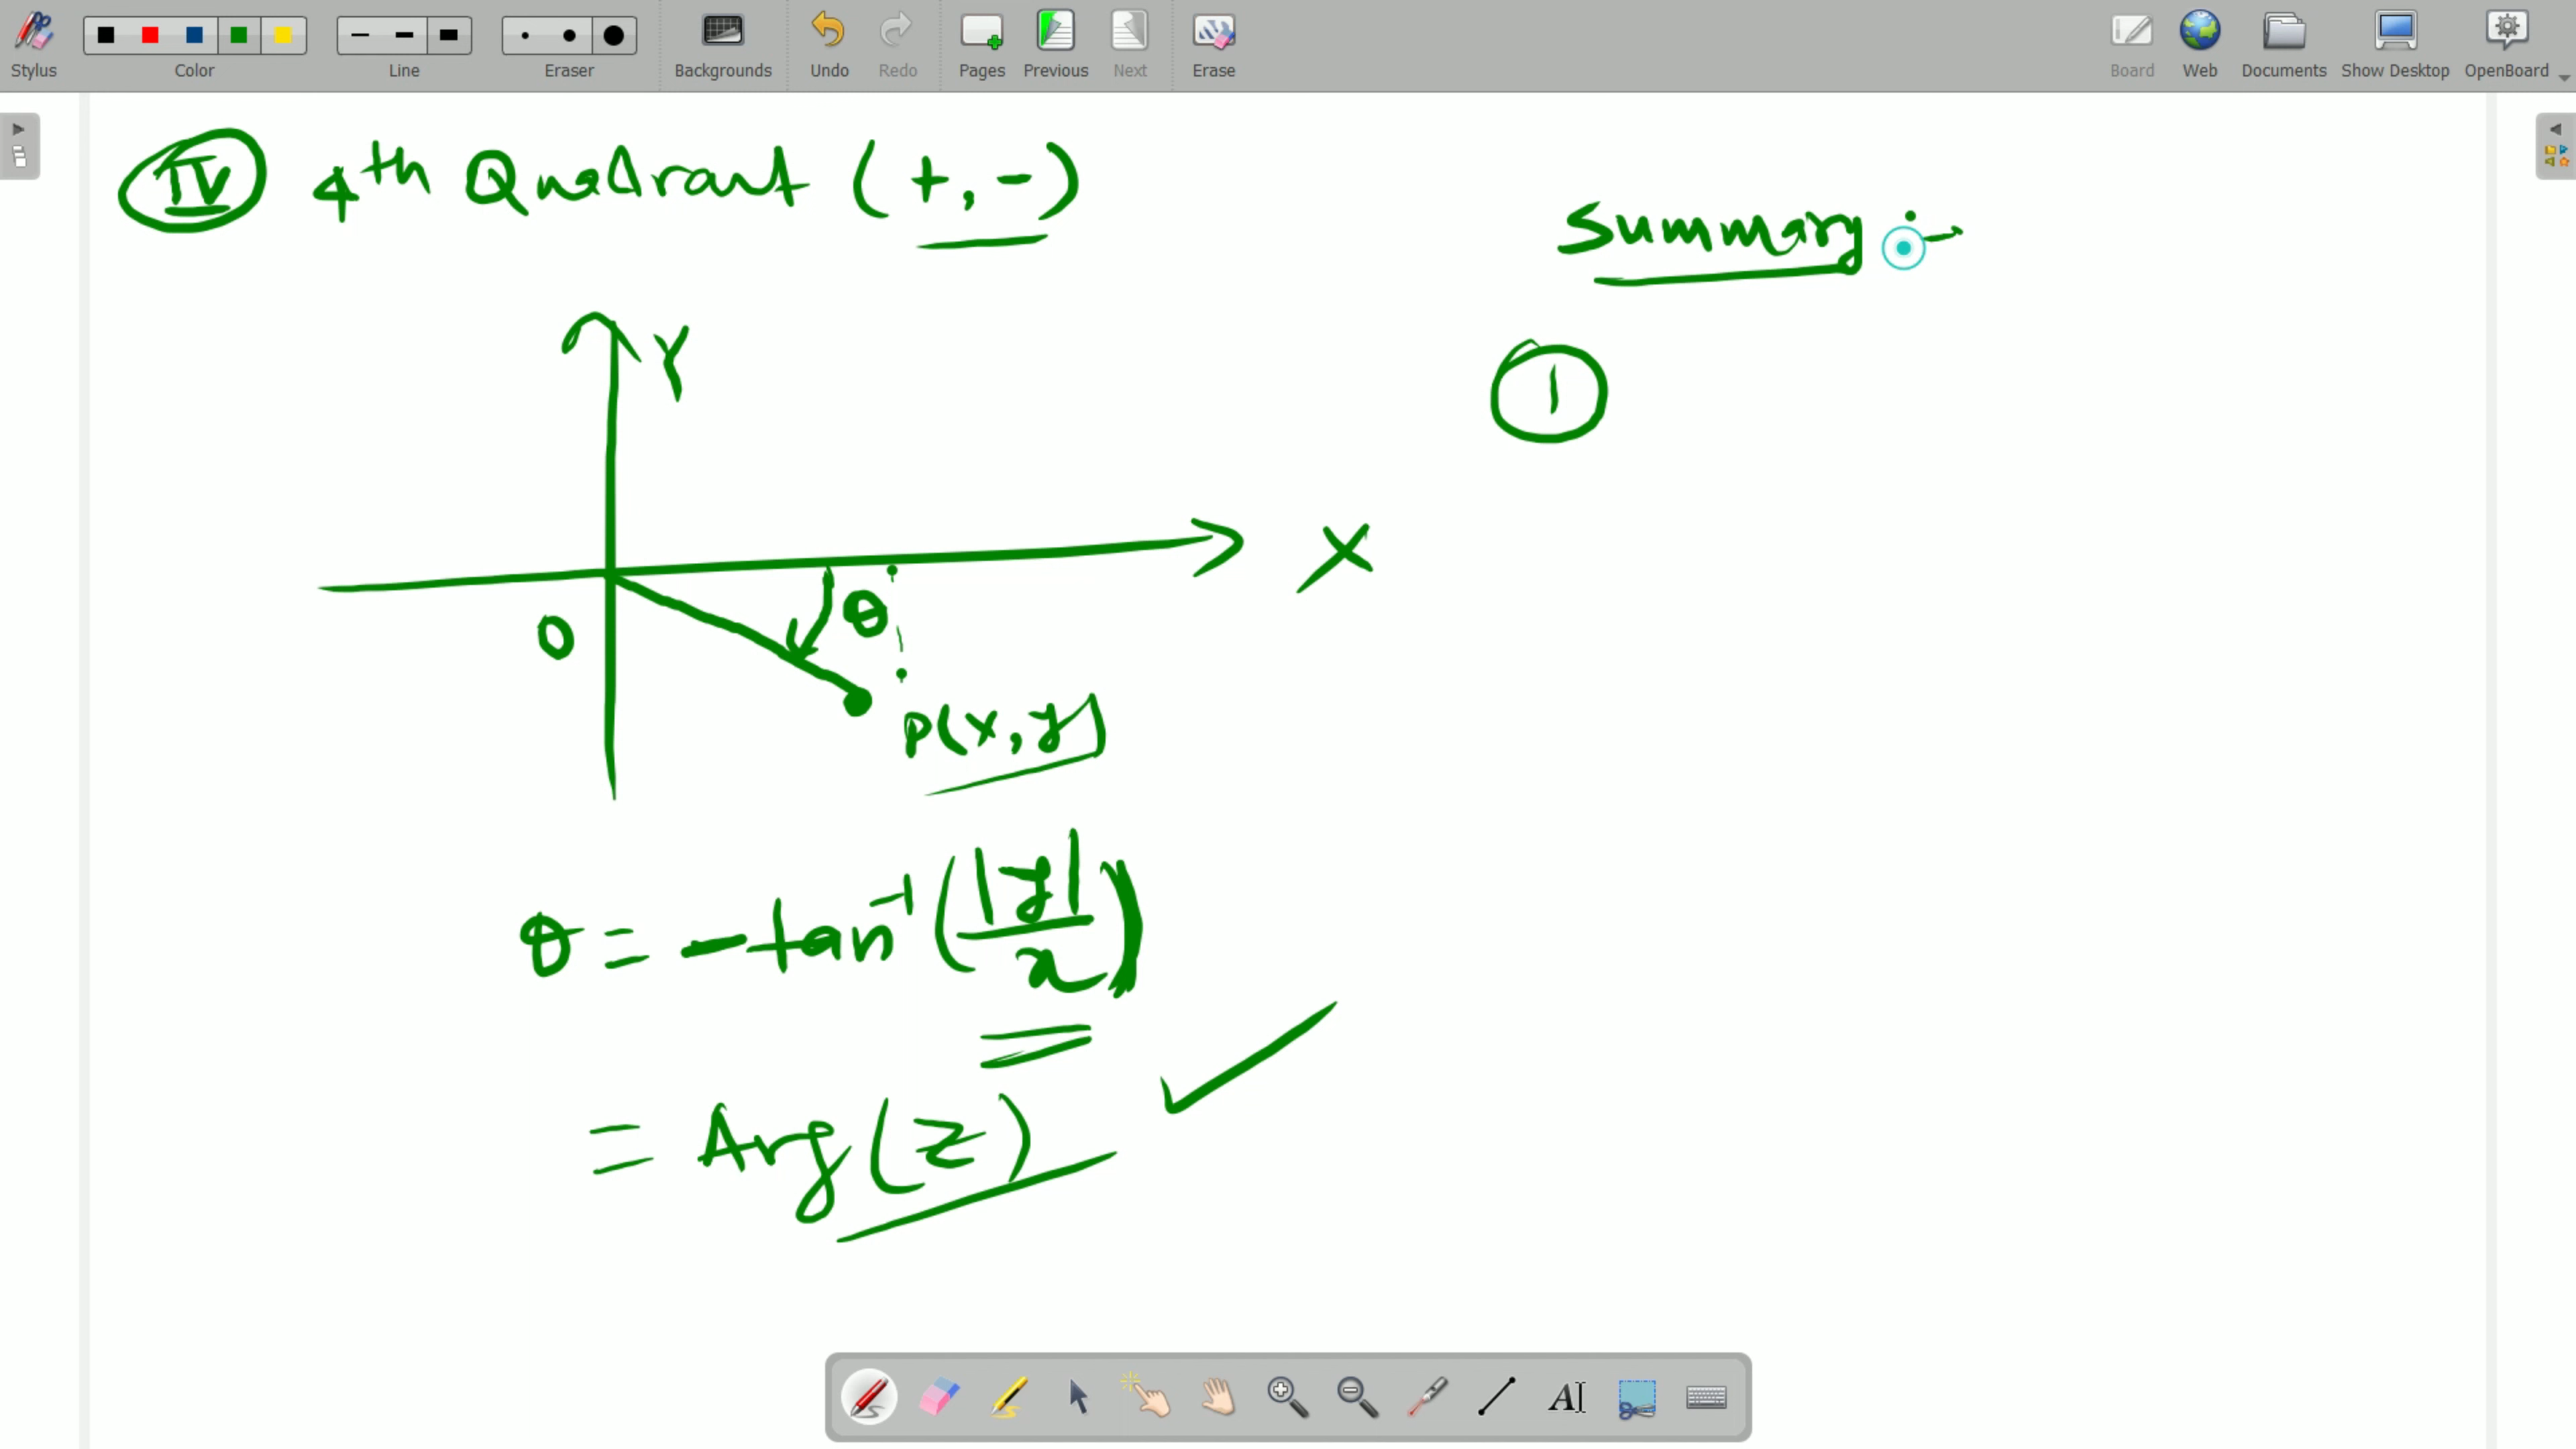 Stylus Color Line Eraser Backgrounds Undo Redo Pages Previous Next Erase Board Web Documents Show Desktop OpenBoard
IV 4th Quadrant (+, -)
Y
X
O
θ
P(x, y)
θ = -tan⁻¹(|y|/x)
= Arg(z)
Summary :-
1